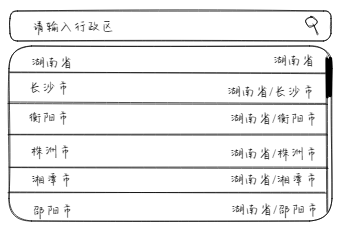 请输入行政区
湖南省 湖南省
长沙市 湖南省/长沙市
衡阳市 湖南省/衡阳市
株洲市 湖南省/株洲市
湘潭市 湖南省/湘潭市
邵阳市 湖南省/邵阳市